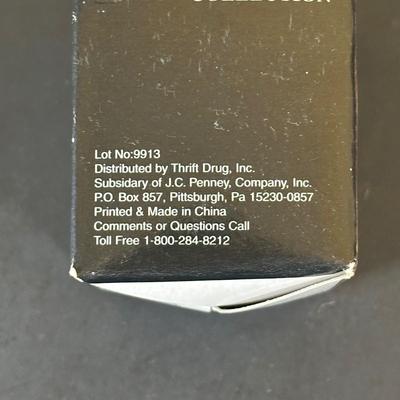 COLLECTION
Lot No:9913
Distributed by Thrift Drug, Inc.
Subsidary of J.C. Penney, Company, Inc.
P.O. Box 857, Pittsburgh, Pa 15230-0857
Printed & Made in China
Comments or Questions Call
Toll Free 1-800-284-8212